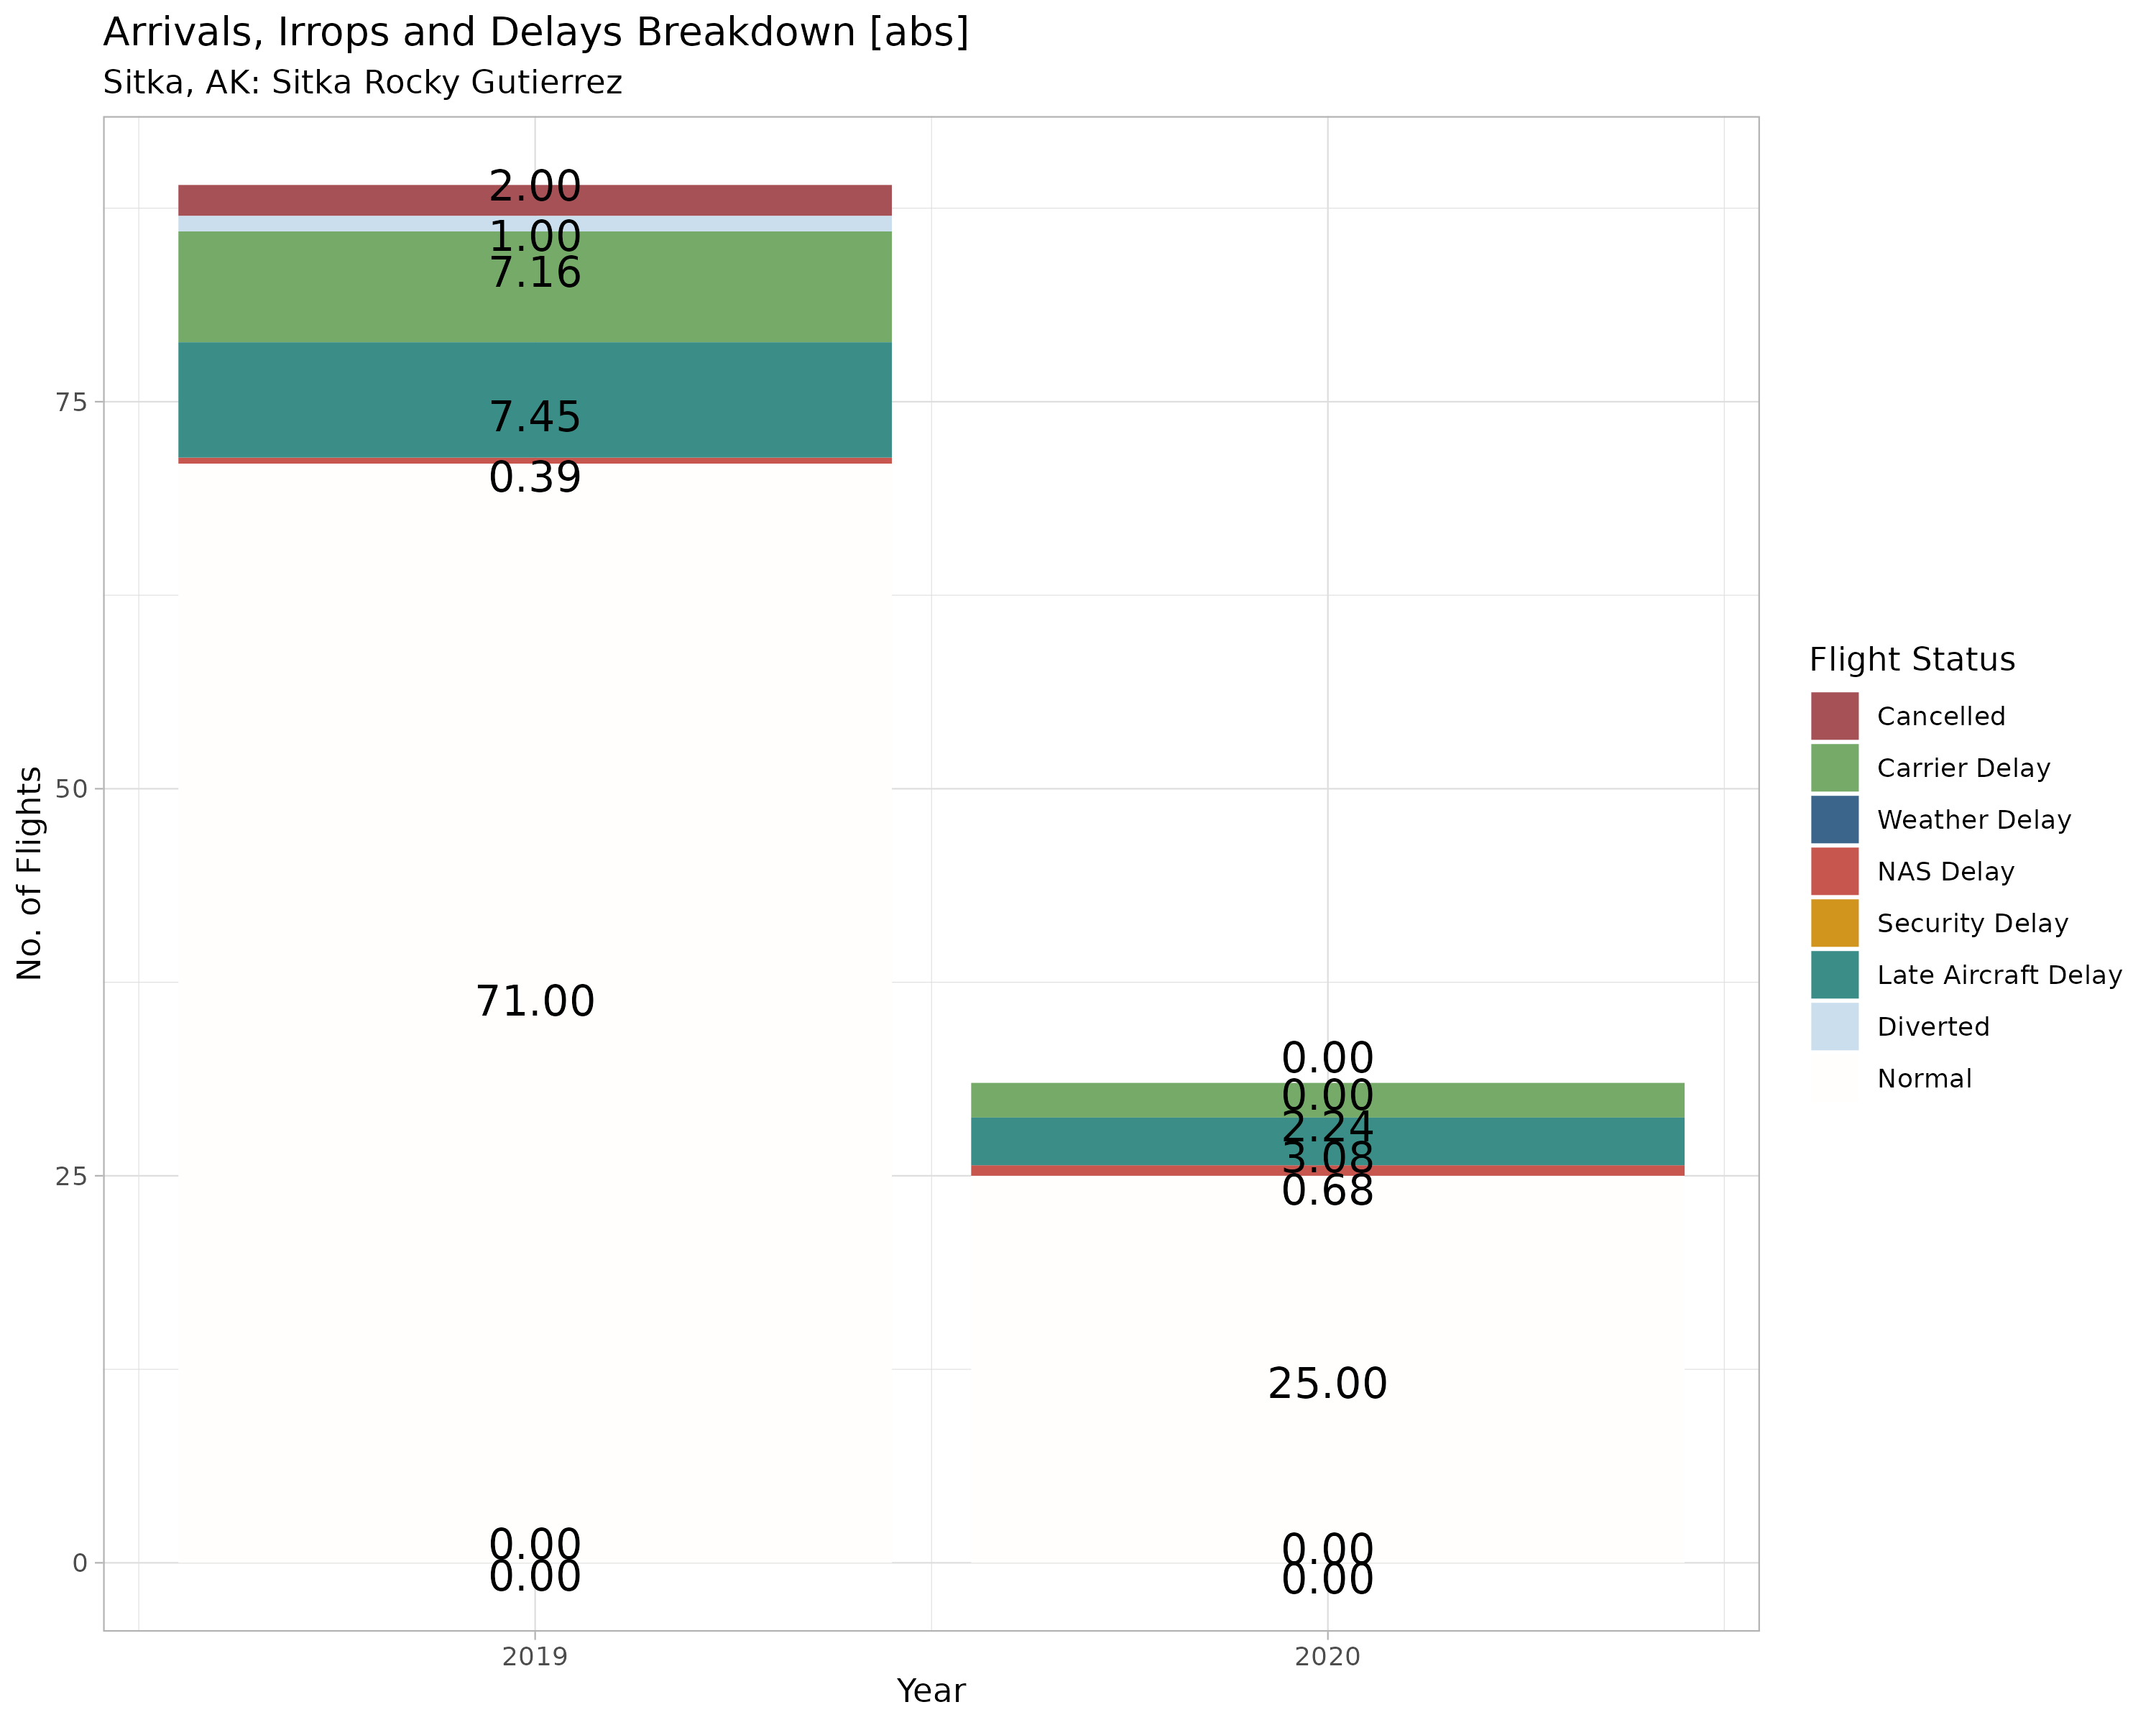 Arrivals, Irrops and Delays Breakdown [abs]
Sitka, AK: Sitka Rocky Gutierrez
2.00
1.00
7.16
7.45
0.39
71.00
0.00
0.00
0.00
0.00
2.24
3.08
0.68
25.00
0.00
0.00
75
50
25
0
No. of Flights
2019
2020
Year
Flight Status
Cancelled
Carrier Delay
Weather Delay
NAS Delay
Security Delay
Late Aircraft Delay
Diverted
Normal